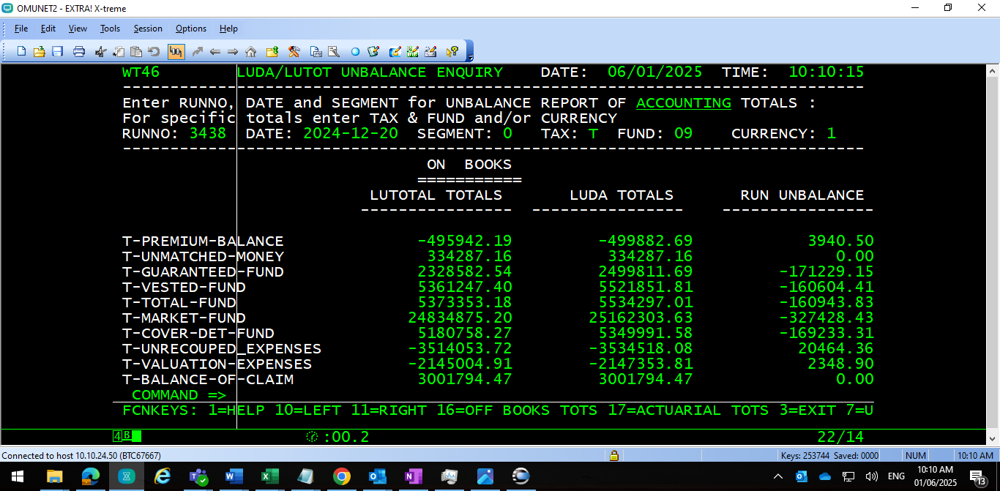 OMUNET2 - EXTRA! X-treme
File Edit View Tools Session Options Help
WT46 LUDA/LUTOT UNBALANCE ENQUIRY DATE: 06/01/2025 TIME: 10:10:15
------------------------------------------------------------------------------
Enter RUNNO, DATE and SEGMENT for UNBALANCE REPORT OF ACCOUNTING TOTALS :
For specific totals enter TAX & FUND and/or CURRENCY
RUNNO: 3438 DATE: 2024-12-20 SEGMENT: 0 TAX: T FUND: 09 CURRENCY: 1
------------------------------------------------------------------------------
ON BOOKS
===========
LUTOTAL TOTALS LUDA TOTALS RUN UNBALANCE
---------------- ---------------- ----------------
T-PREMIUM-BALANCE -495942.19 -499882.69 3940.50
T-UNMATCHED-MONEY 334287.16 334287.16 0.00
T-GUARANTEED-FUND 2328582.54 2499811.69 -171229.15
T-VESTED-FUND 5361247.40 5521851.81 -160604.41
T-TOTAL-FUND 5373353.18 5534297.01 -160943.83
T-MARKET-FUND 24834875.20 25162303.63 -327428.43
T-COVER-DET-FUND 5180758.27 5349991.58 -169233.31
T-UNRECOUPED_EXPENSES -3514053.72 -3534518.08 20464.36
T-VALUATION-EXPENSES -2145004.91 -2147353.81 2348.90
T-BALANCE-OF-CLAIM 3001794.47 3001794.47 0.00
COMMAND =>
FCNKEYS: 1=HELP 10=LEFT 11=RIGHT 16=OFF BOOKS TOTS 17=ACTUARIAL TOTS 3=EXIT 7=U
4B :00.2 22/14
Connected to host 10.10.24.50 (BTC67667) Keys: 253744 Saved: 0000 NUM 10:10 AM
ENG 10:10 AM
01/06/2025
13